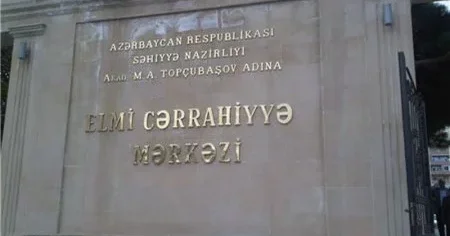 AZƏRBAYCAN RESPUBLİKASI
SƏHİYYƏ NAZİRLİYİ
AKAD. M.A. TOPÇUBAŞOV ADINA
ELMİ CƏRRAHİYYƏ
MƏRKƏZİ